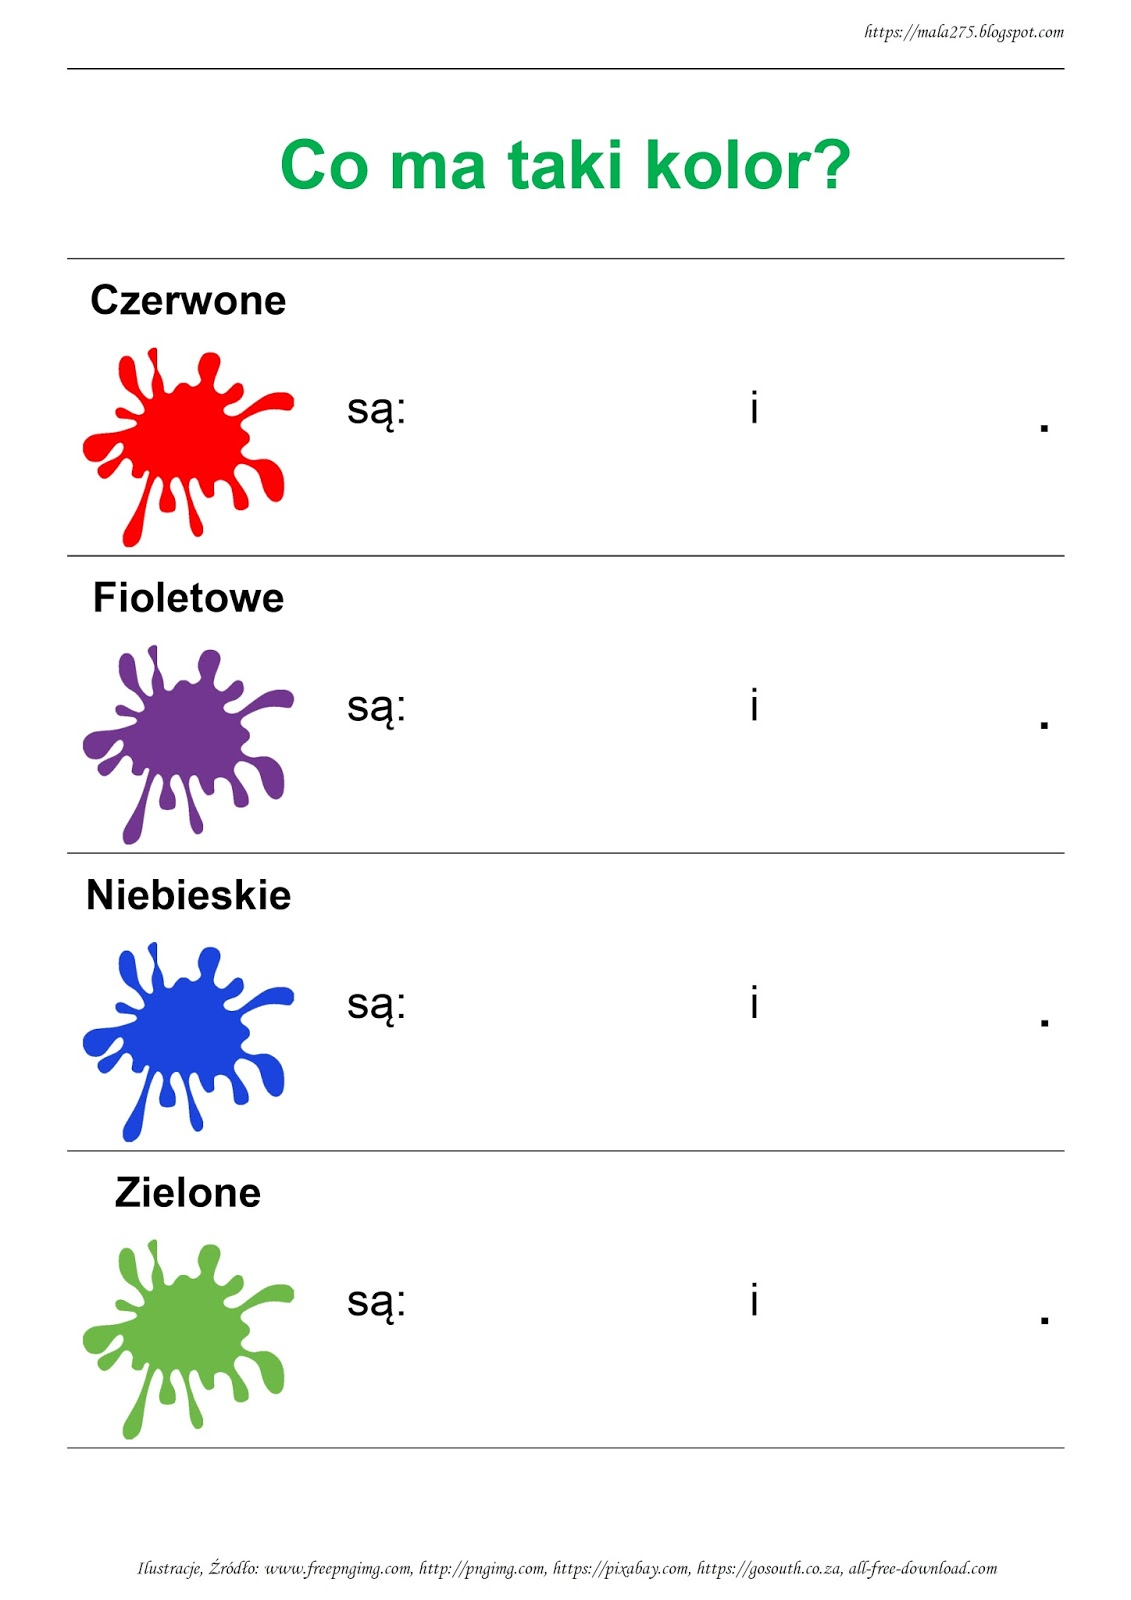 https://mala275.blogspot.com
Co ma taki kolor?
Czerwone
są: i .
Fioletowe
są: i .
Niebieskie
są: i .
Zielone
są: i .
Ilustracje, Źródło: www.freepngimg.com, http://pngimg.com, https://pixabay.com, https://gosouth.co.za, all-free-download.com